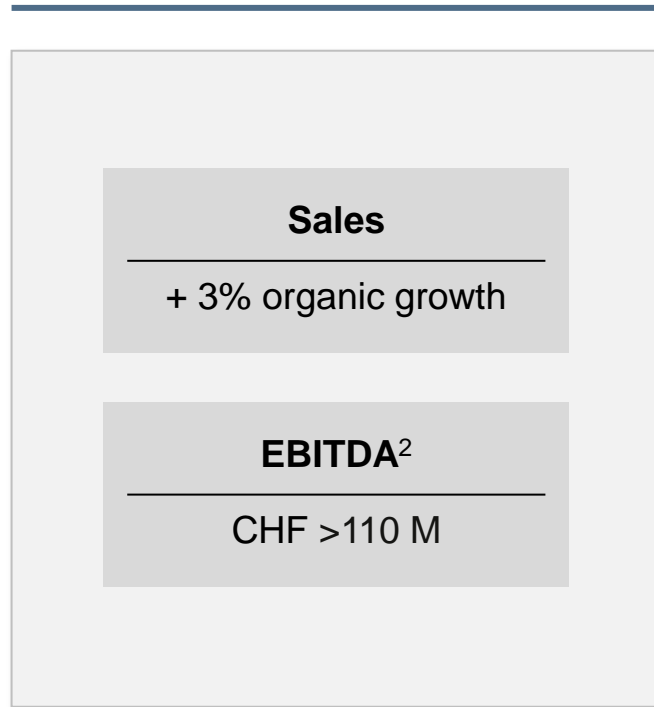 Sales
+ 3% organic growth
EBITDA²
CHF >110 M